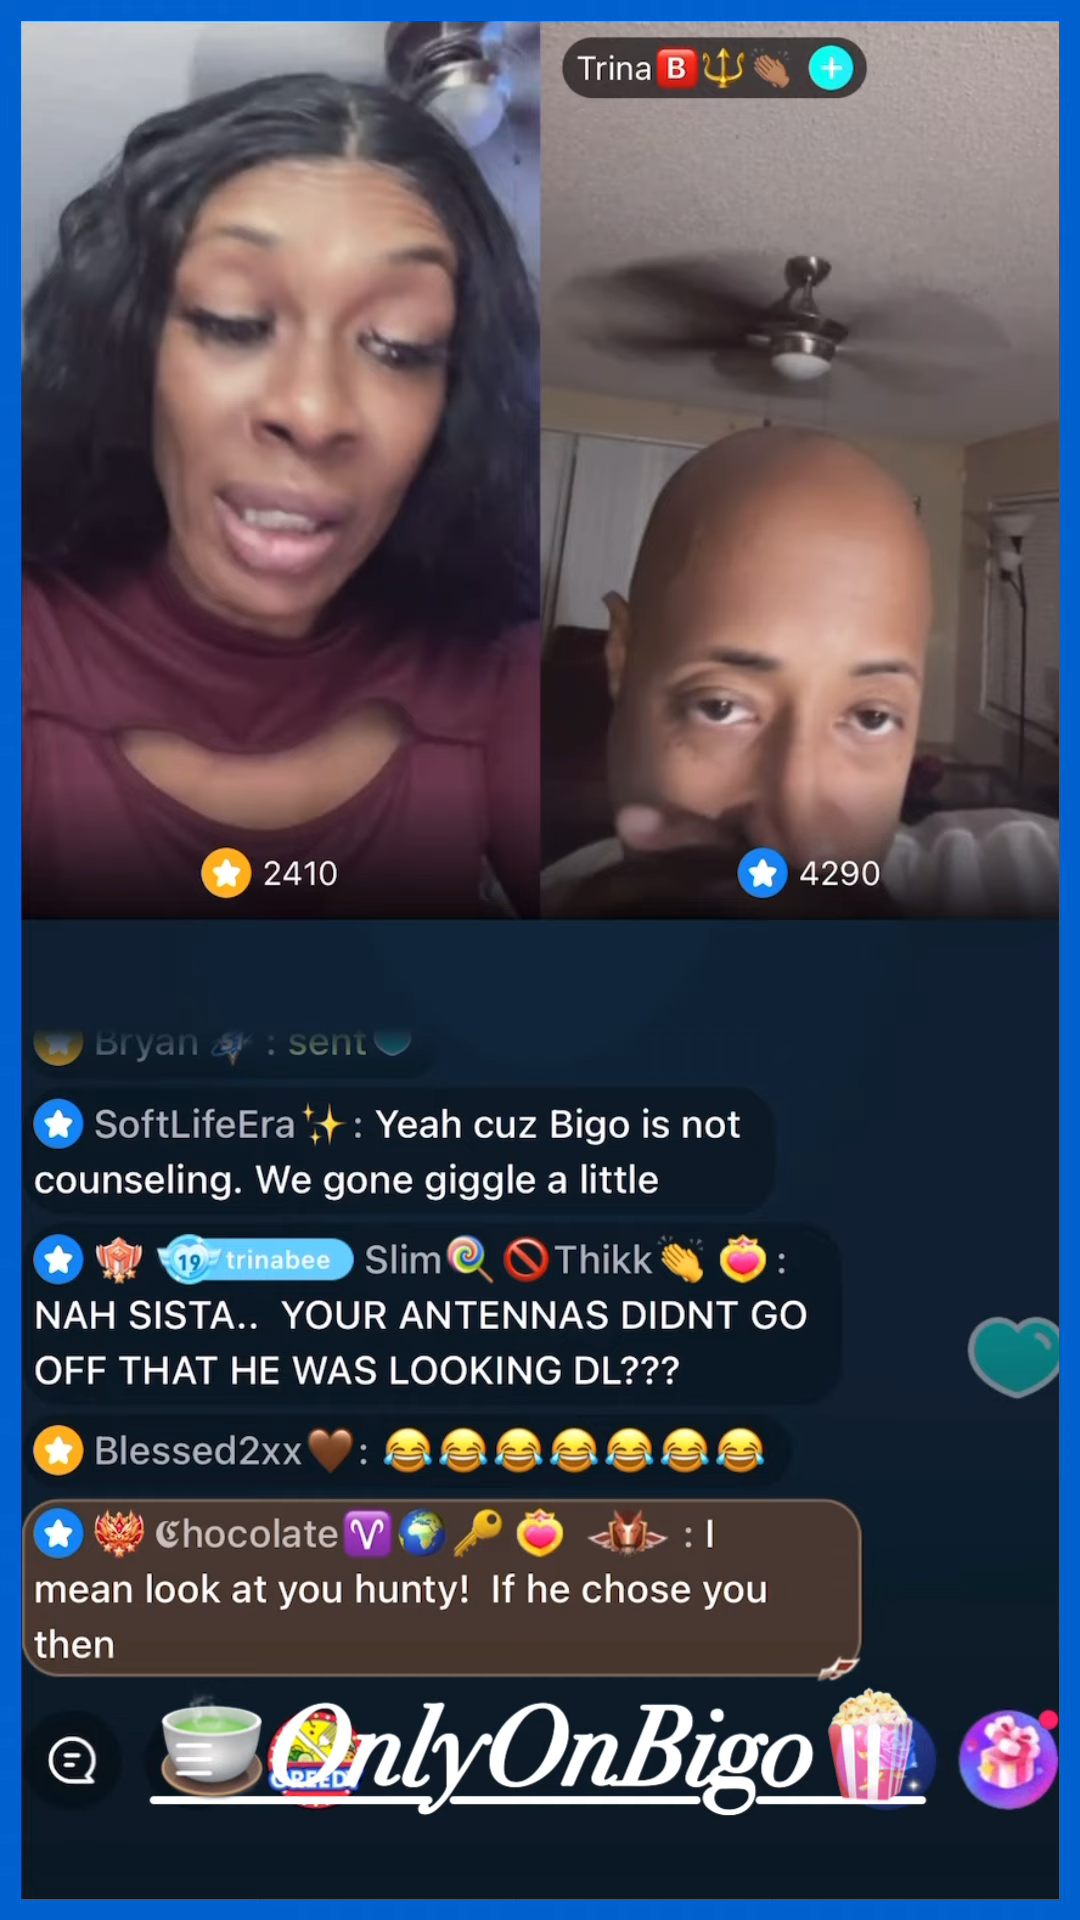 Trina B
2410
4290
Bryan 51 : sent
SoftLifeEra : Yeah cuz Bigo is not
counseling. We gone giggle a little
19 trinabee Slim Thikk :
NAH SISTA.. YOUR ANTENNAS DIDNT GO
OFF THAT HE WAS LOOKING DL???
Blessed2xx : 
ℭhocolate : I
mean look at you hunty! If he chose you
then
GREEDY
OnlyOnBigo